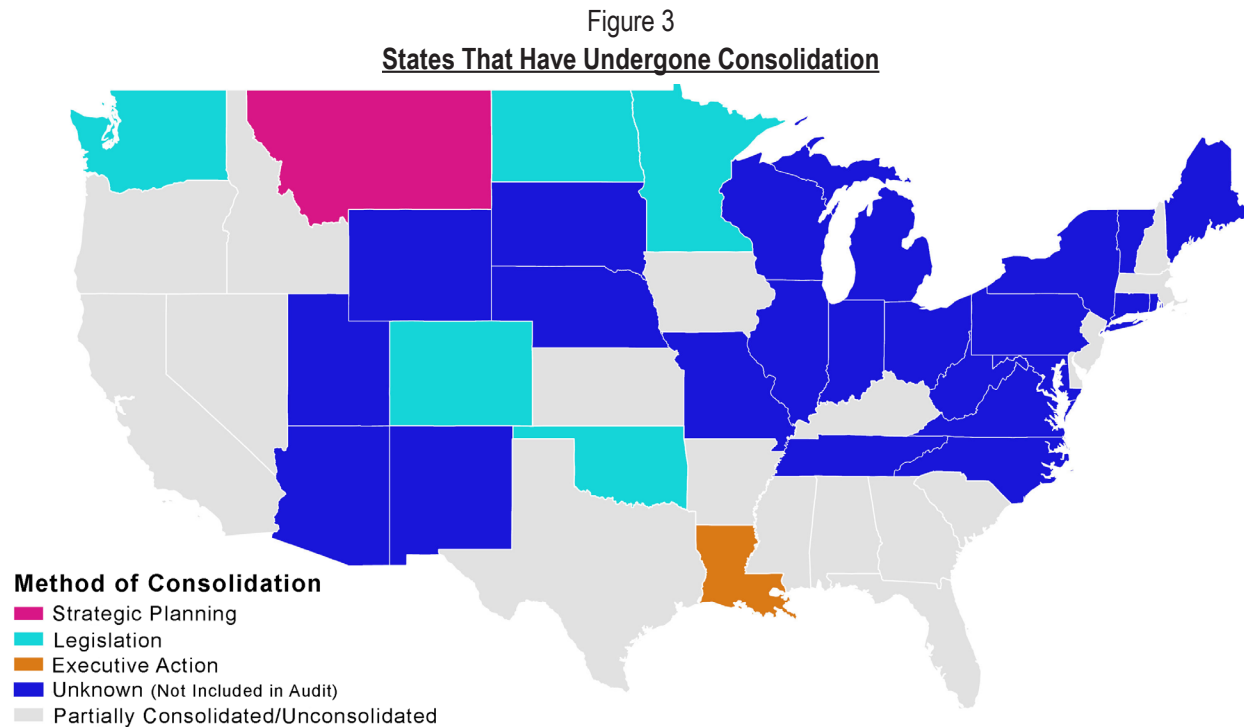 Figure 3
States That Have Undergone Consolidation
Method of Consolidation
Strategic Planning
Legislation
Executive Action
Unknown (Not Included in Audit)
Partially Consolidated/Unconsolidated